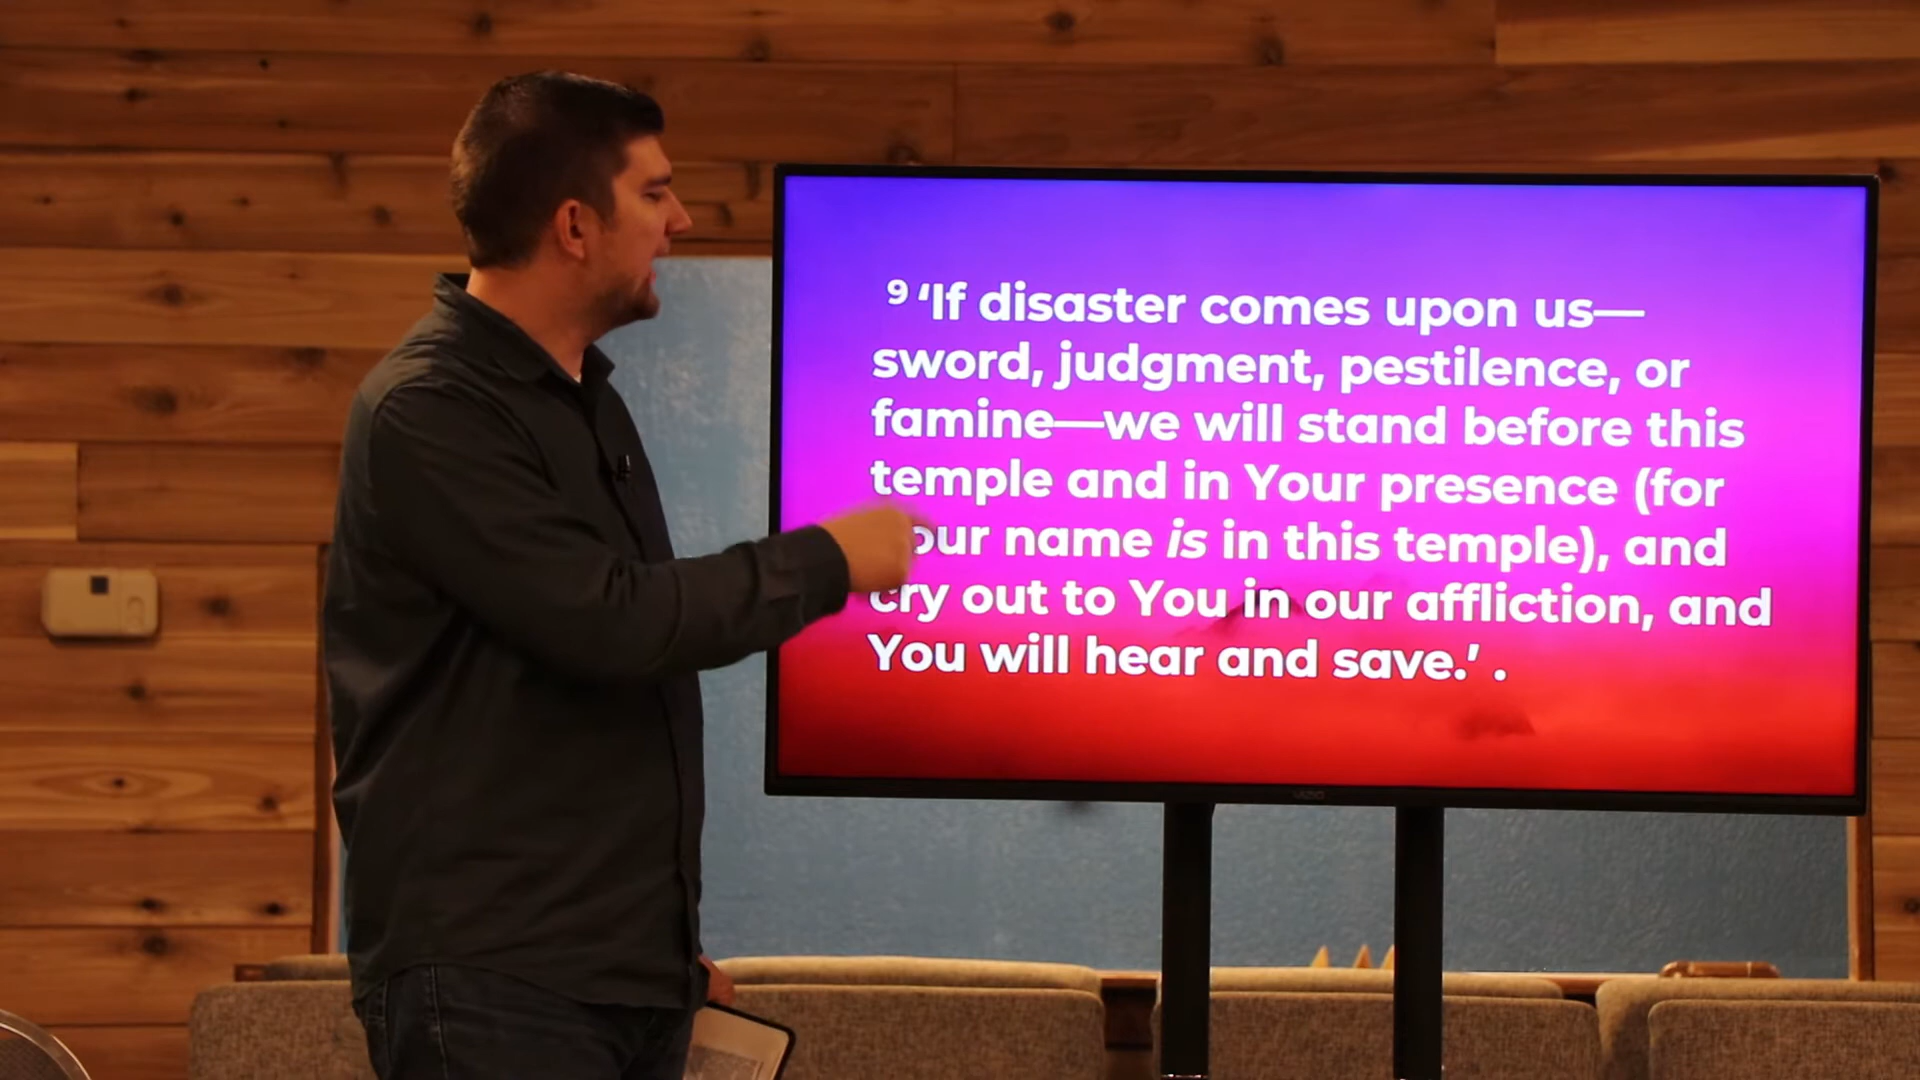 9 ‘If disaster comes upon us—
sword, judgment, pestilence, or
famine—we will stand before this
temple and in Your presence (for
name is in this temple), and
cry out to You in our affliction, and
You will hear and save.’ .
VIZIO